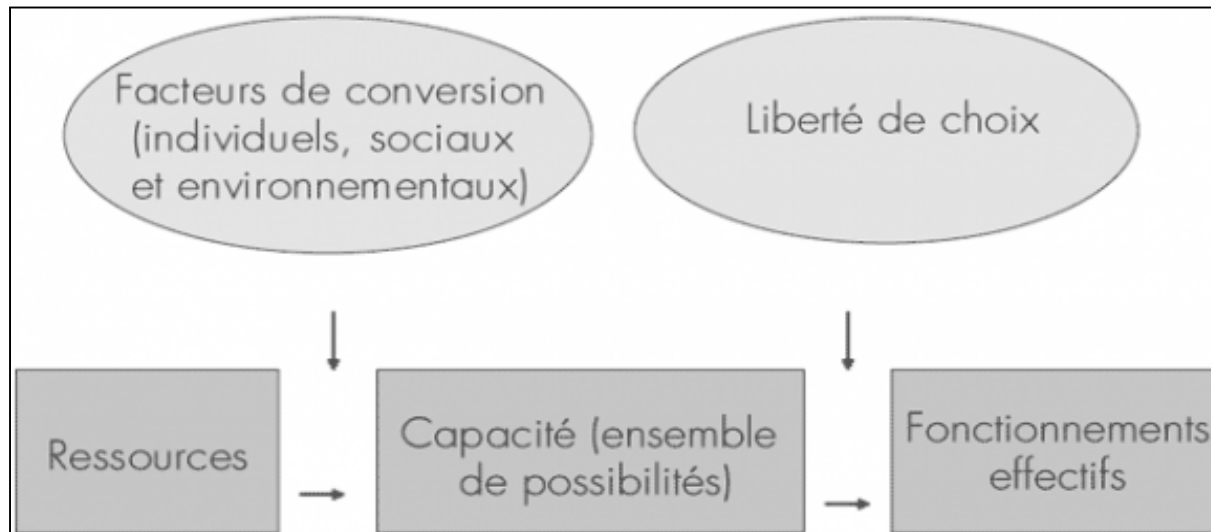 Facteurs de conversion
(individuels, sociaux
et environnementaux)
Liberté de choix
Ressources
Capacité (ensemble
de possibilités)
Fonctionnements
effectifs